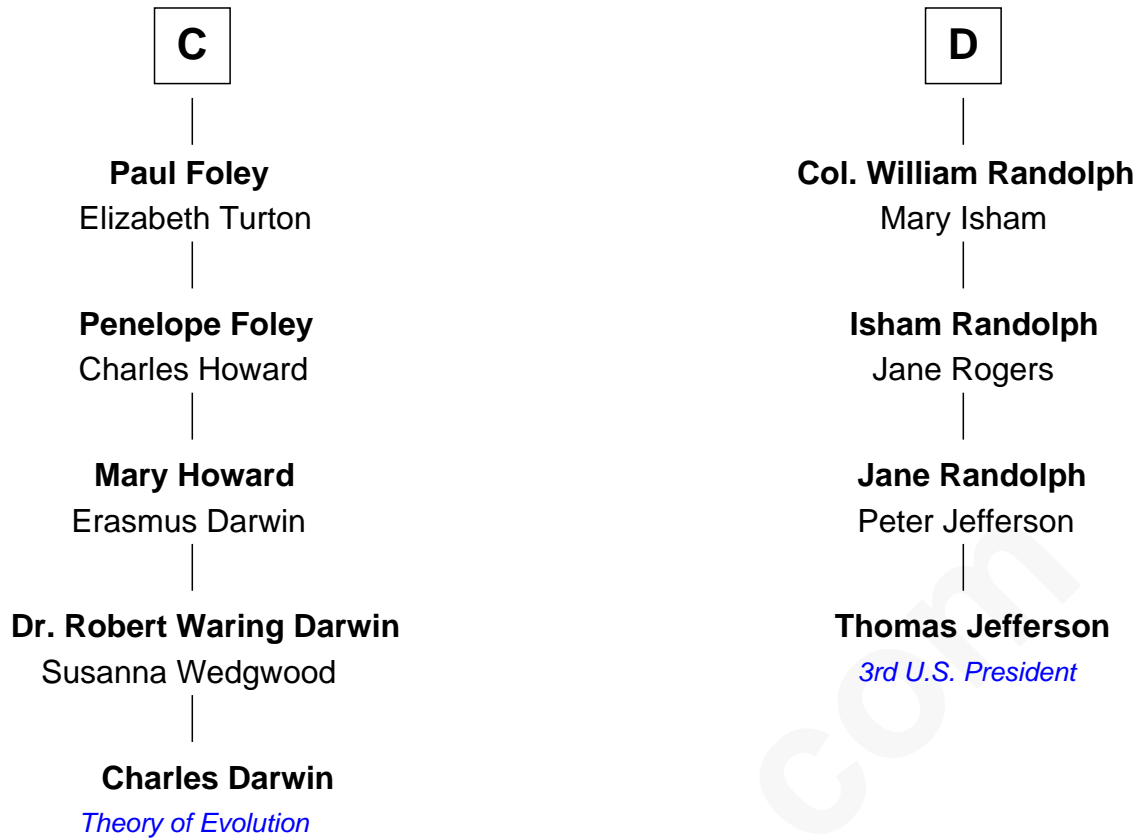 C
Paul Foley
Elizabeth Turton
Penelope Foley
Charles Howard
Mary Howard
Erasmus Darwin
Dr. Robert Waring Darwin
Susanna Wedgwood
Charles Darwin
Theory of Evolution
D
Col. William Randolph
Mary Isham
Isham Randolph
Jane Rogers
Jane Randolph
Peter Jefferson
Thomas Jefferson
3rd U.S. President
com